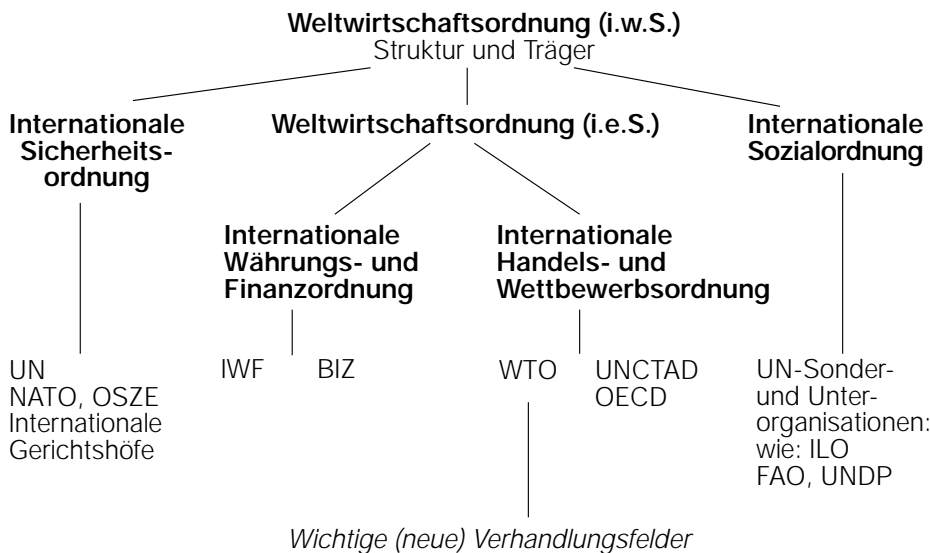 Weltwirtschaftsordnung (i.w.S.)
Struktur und Träger
Internationale
Sicherheits-
ordnung
Weltwirtschaftsordnung (i.e.S.)
Internationale
Sozialordnung
Internationale
Währungs- und
Finanzordnung
Internationale
Handels- und
Wettbewerbsordnung
UN
NATO, OSZE
Internationale
Gerichtshöfe
IWF BIZ
WTO UNCTAD
OECD
UN-Sonder-
und Unter-
organisationen:
wie: ILO
FAO, UNDP
Wichtige (neue) Verhandlungsfelder